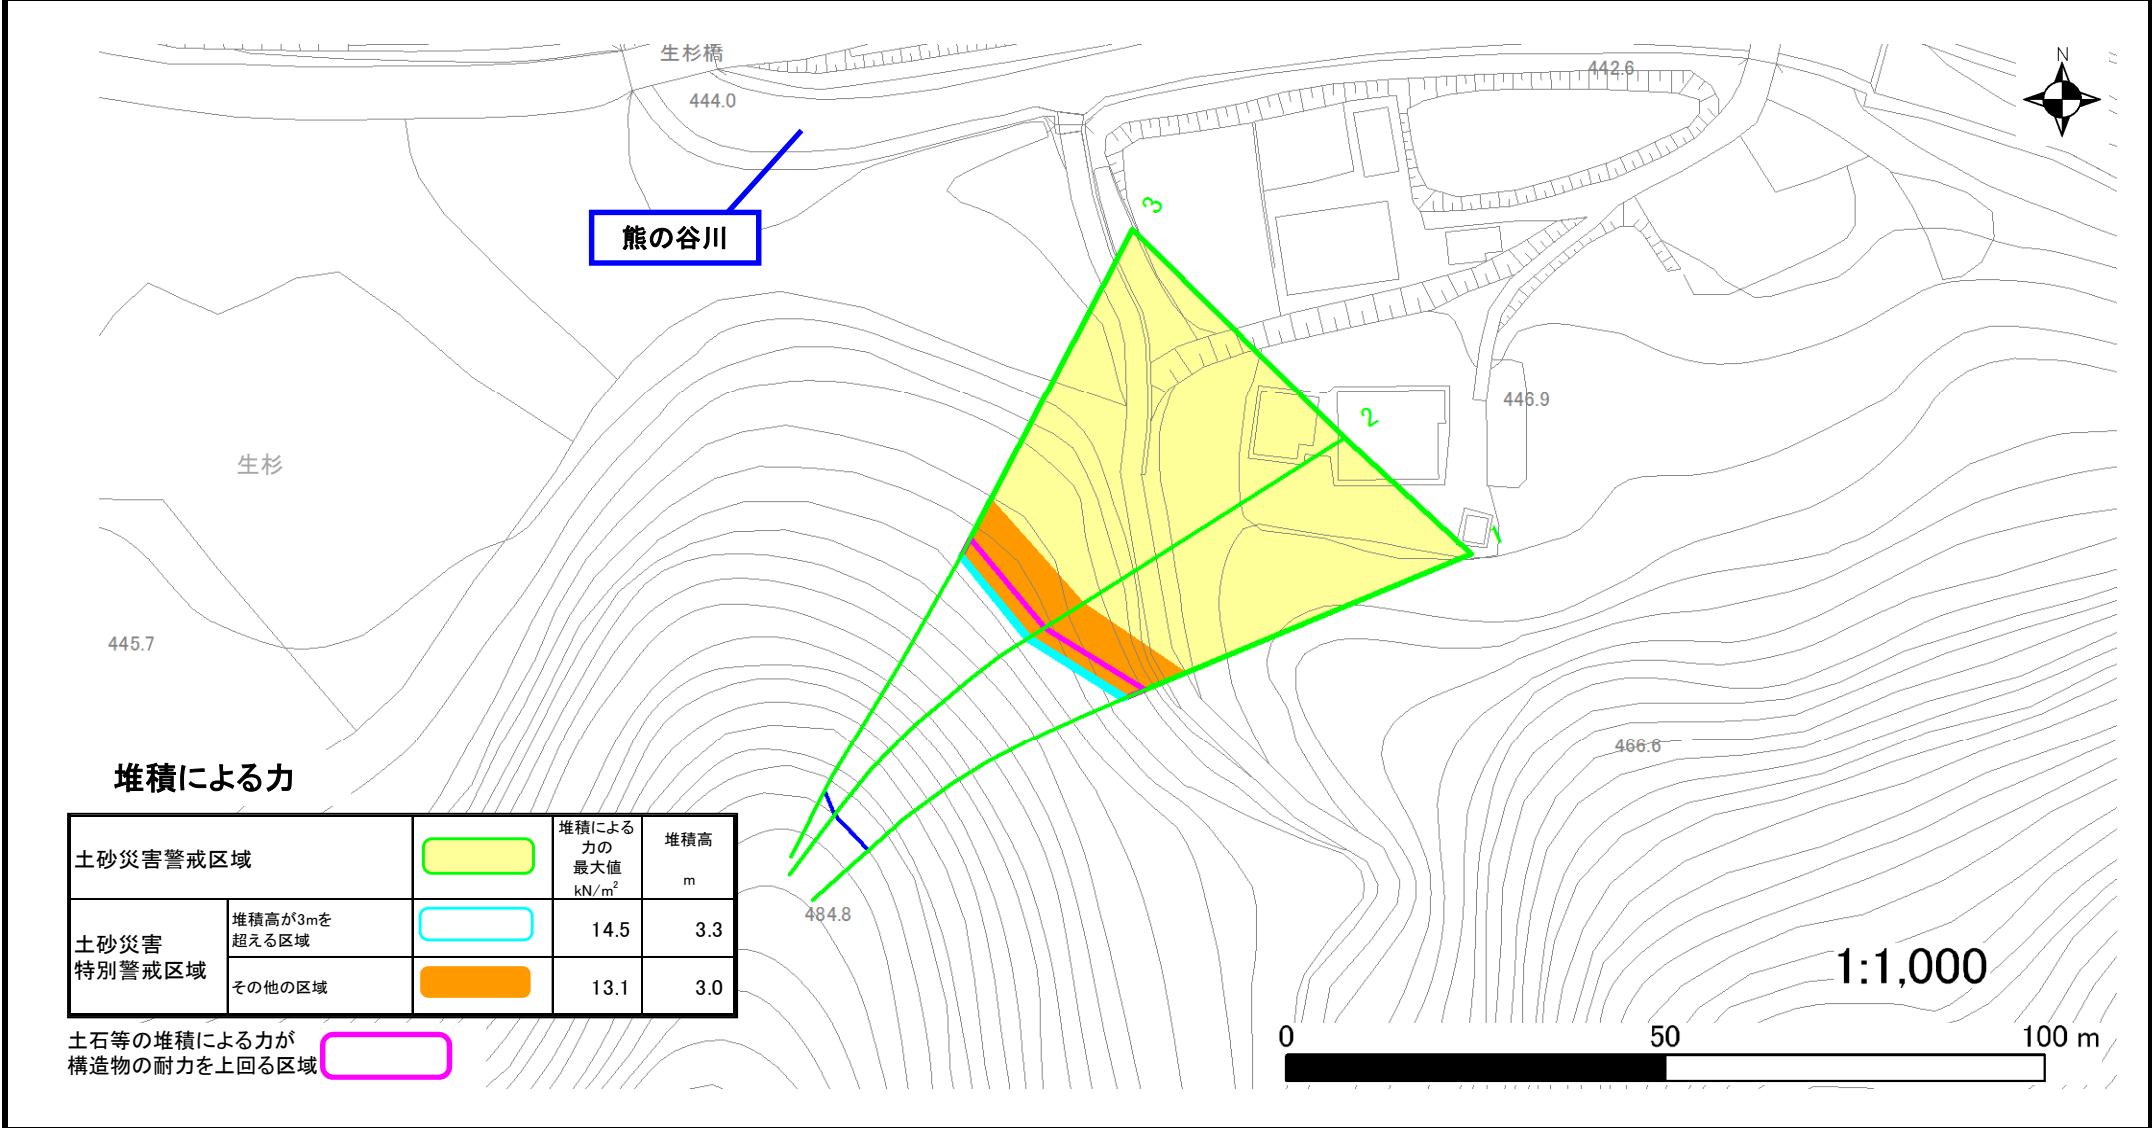 生杉橋
444.0
442.6
N
熊の谷川
3
2
1
446.9
生杉
445.7
466.6
484.8
堆積による力
土砂災害警戒区域
堆積による
力の
最大値
kN/m²
堆積高
m
土砂災害
特別警戒区域
堆積高が3mを
超える区域
14.5
3.3
その他の区域
13.1
3.0
土石等の堆積による力が
構造物の耐力を上回る区域
1:1,000
0
50
100 m